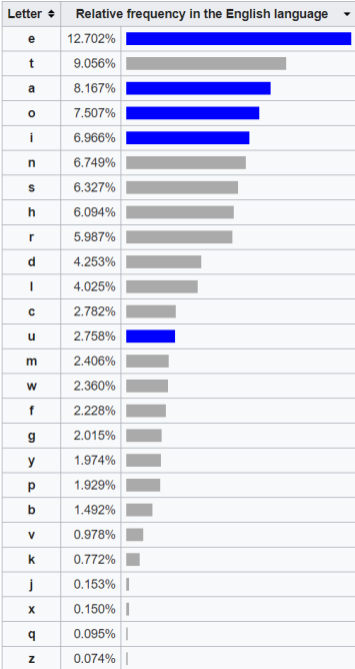 Letter Relative frequency in the English language
e 12.702%
t 9.056%
a 8.167%
o 7.507%
i 6.966%
n 6.749%
s 6.327%
h 6.094%
r 5.987%
d 4.253%
l 4.025%
c 2.782%
u 2.758%
m 2.406%
w 2.360%
f 2.228%
g 2.015%
y 1.974%
p 1.929%
b 1.492%
v 0.978%
k 0.772%
j 0.153%
x 0.150%
q 0.095%
z 0.074%